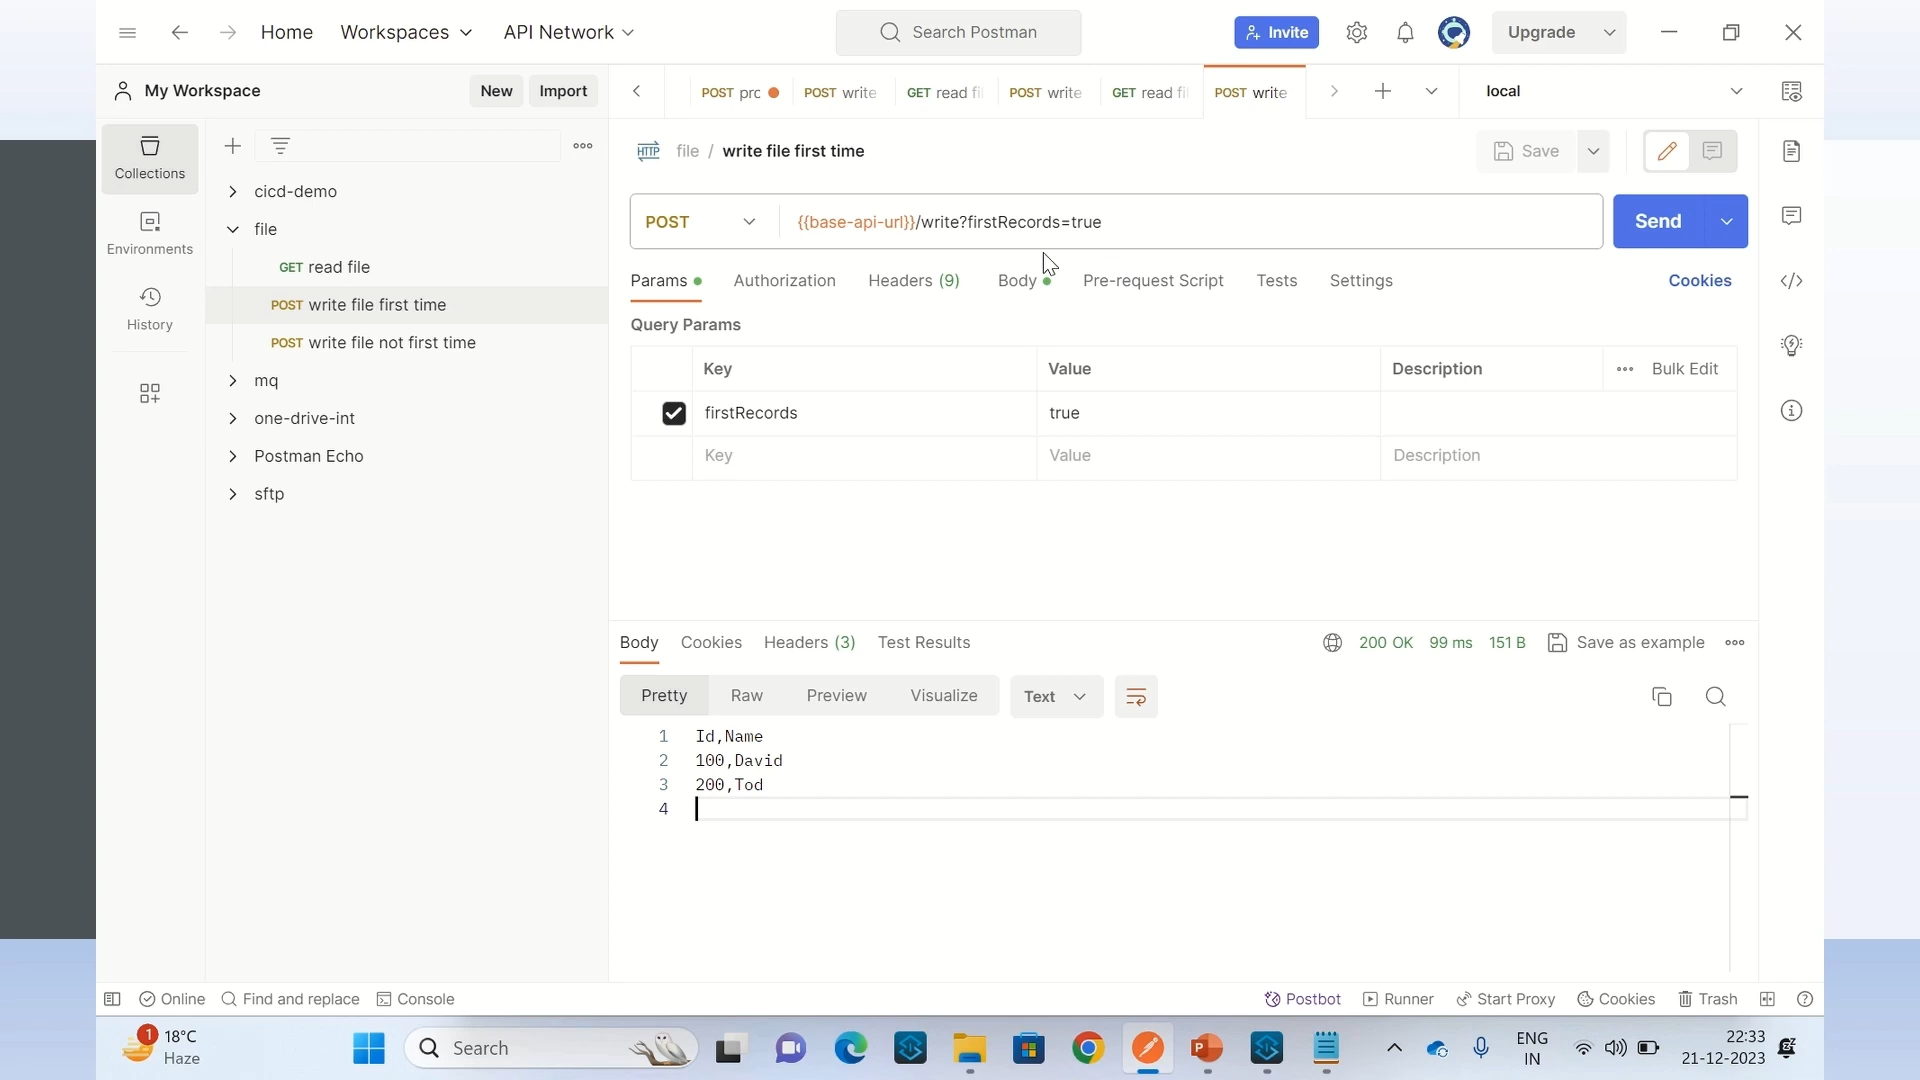 Home Workspaces API Network Search Postman Invite Upgrade
My Workspace New Import POST prc POST write GET read fi POST write GET read fi POST write local
Collections
Environments
History
cicd-demo
file
GET read file
POST write file first time
POST write file not first time
mq
one-drive-int
Postman Echo
sftp
HTTP file / write file first time Save
POST {{base-api-url}}/write?firstRecords=true Send
Params Authorization Headers (9) Body Pre-request Script Tests Settings Cookies
Query Params
Key Value Description Bulk Edit
firstRecords true
Key Value Description
Body Cookies Headers (3) Test Results 200 OK 99 ms 151 B Save as example
Pretty Raw Preview Visualize Text
1 Id,Name
2 100,David
3 200,Tod
4
Online Find and replace Console Postbot Runner Start Proxy Cookies Trash
1 18°C
Haze
Search
ENG
IN
22:33
21-12-2023